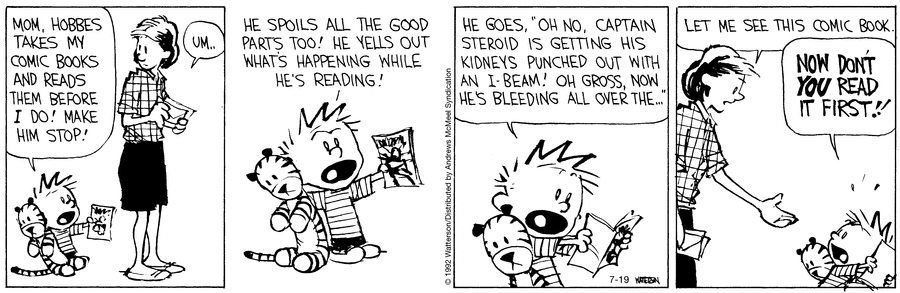 MOM, HOBBES
TAKES MY
COMIC BOOKS
AND READS
THEM BEFORE
I DO! MAKE
HIM STOP!
UM..
HE SPOILS ALL THE GOOD
PARTS TOO! HE YELLS OUT
WHAT'S HAPPENING WHILE
HE'S READING!
© 1992 Watterson/Distributed by Andrews McMeel Syndication
HE GOES, "OH NO, CAPTAIN
STEROID IS GETTING HIS
KIDNEYS PUNCHED OUT WITH
AN I-BEAM! OH GROSS, NOW
HE'S BLEEDING ALL OVER THE..."
7-19 WATTERSON
LET ME SEE THIS COMIC BOOK.
NOW DON'T
YOU READ
IT FIRST!!